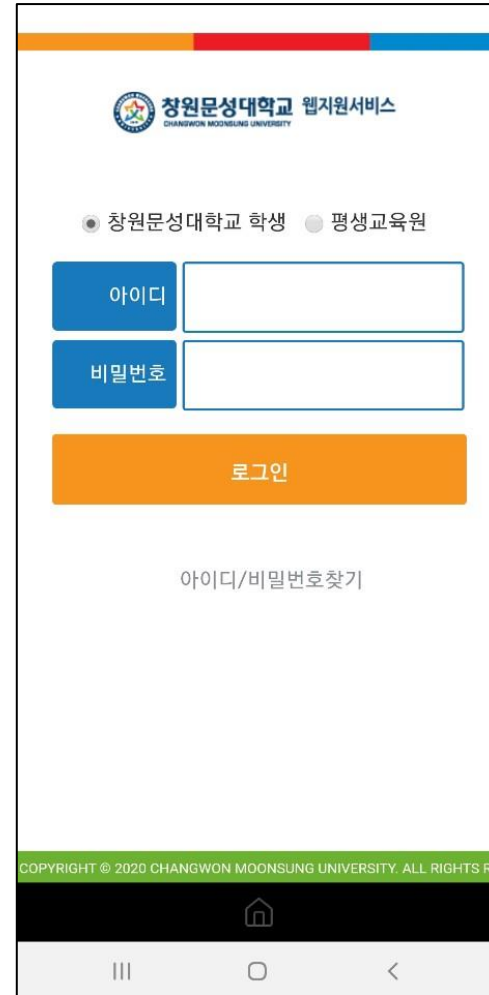 창원문성대학교 웹지원서비스
CHANGWON MOONSUNG UNIVERSITY
창원문성대학교 학생 평생교육원
아이디
비밀번호
로그인
아이디/비밀번호찾기
COPYRIGHT © 2020 CHANGWON MOONSUNG UNIVERSITY. ALL RIGHTS R